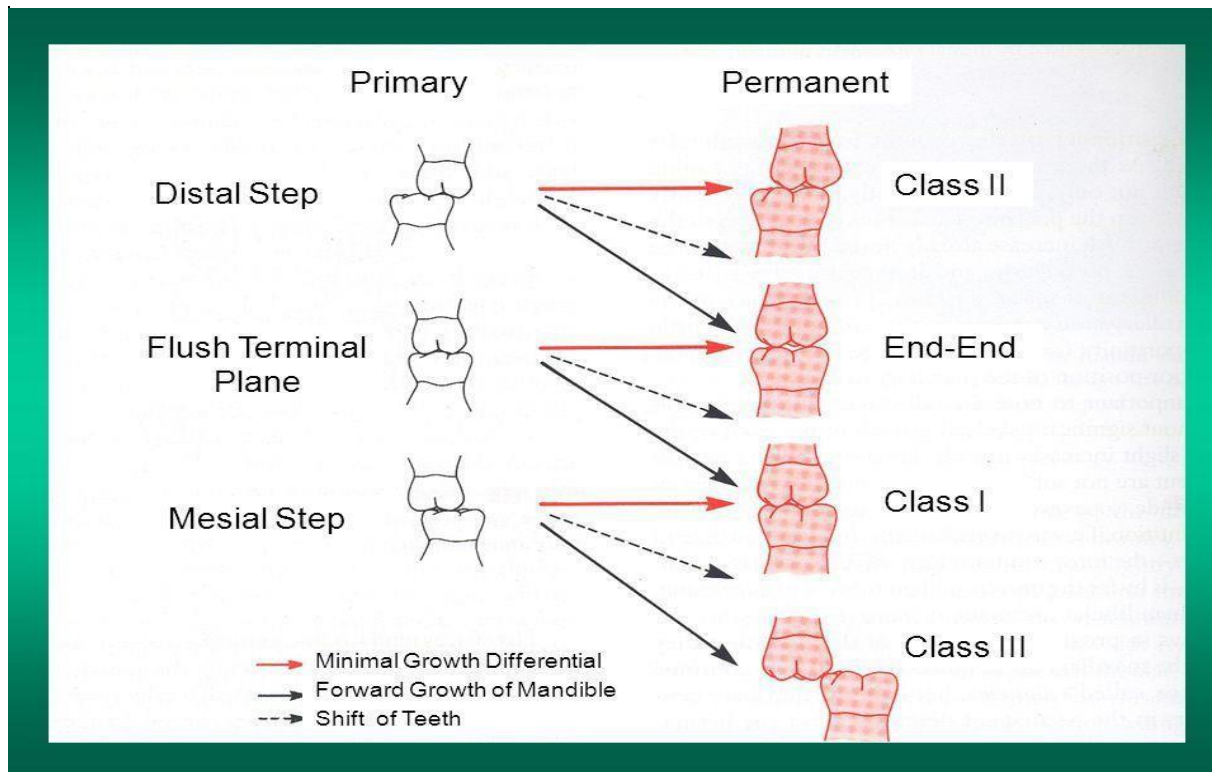 Primary
Permanent
Distal Step
Class II
Flush Terminal
Plane
End-End
Mesial Step
Class I
Class III
Minimal Growth Differential
Forward Growth of Mandible
Shift of Teeth